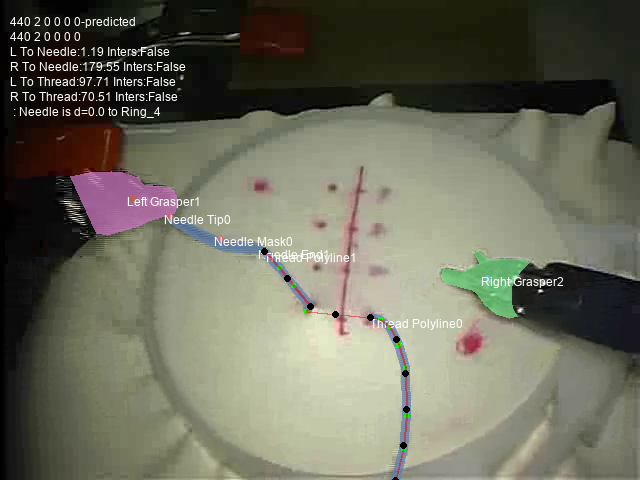 440 2 0 0 0 0-predicted
440 2 0 0 0 0
L To Needle:1.19 Inters:False
R To Needle:179.55 Inters:False
L To Thread:97.71 Inters:False
R To Thread:70.51 Inters:False
: Needle is d=0.0 to Ring_4
Left Grasper1
Needle Tip0
Needle Mask0
Thread Polyline1
Right Grasper2
Thread Polyline0